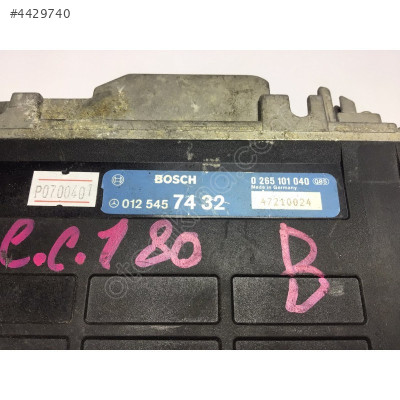 #4429740
BOSCH
0 265 101 040
Made in Germany
012 545 74 32
47210024
P0700401
C.C.180
B